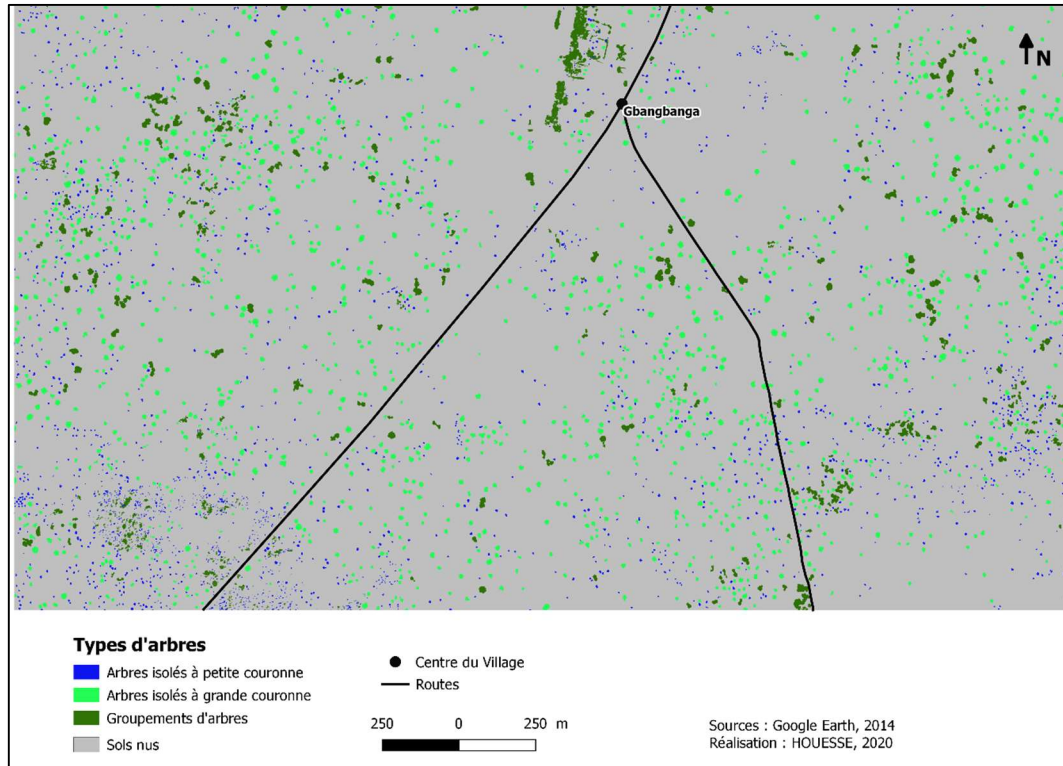 N
Gbangbanga
Types d'arbres
Arbres isolés à petite couronne
Arbres isolés à grande couronne
Groupements d'arbres
Sols nus
Centre du Village
Routes
250 0 250 m
Sources : Google Earth, 2014
Réalisation : HOUESSE, 2020